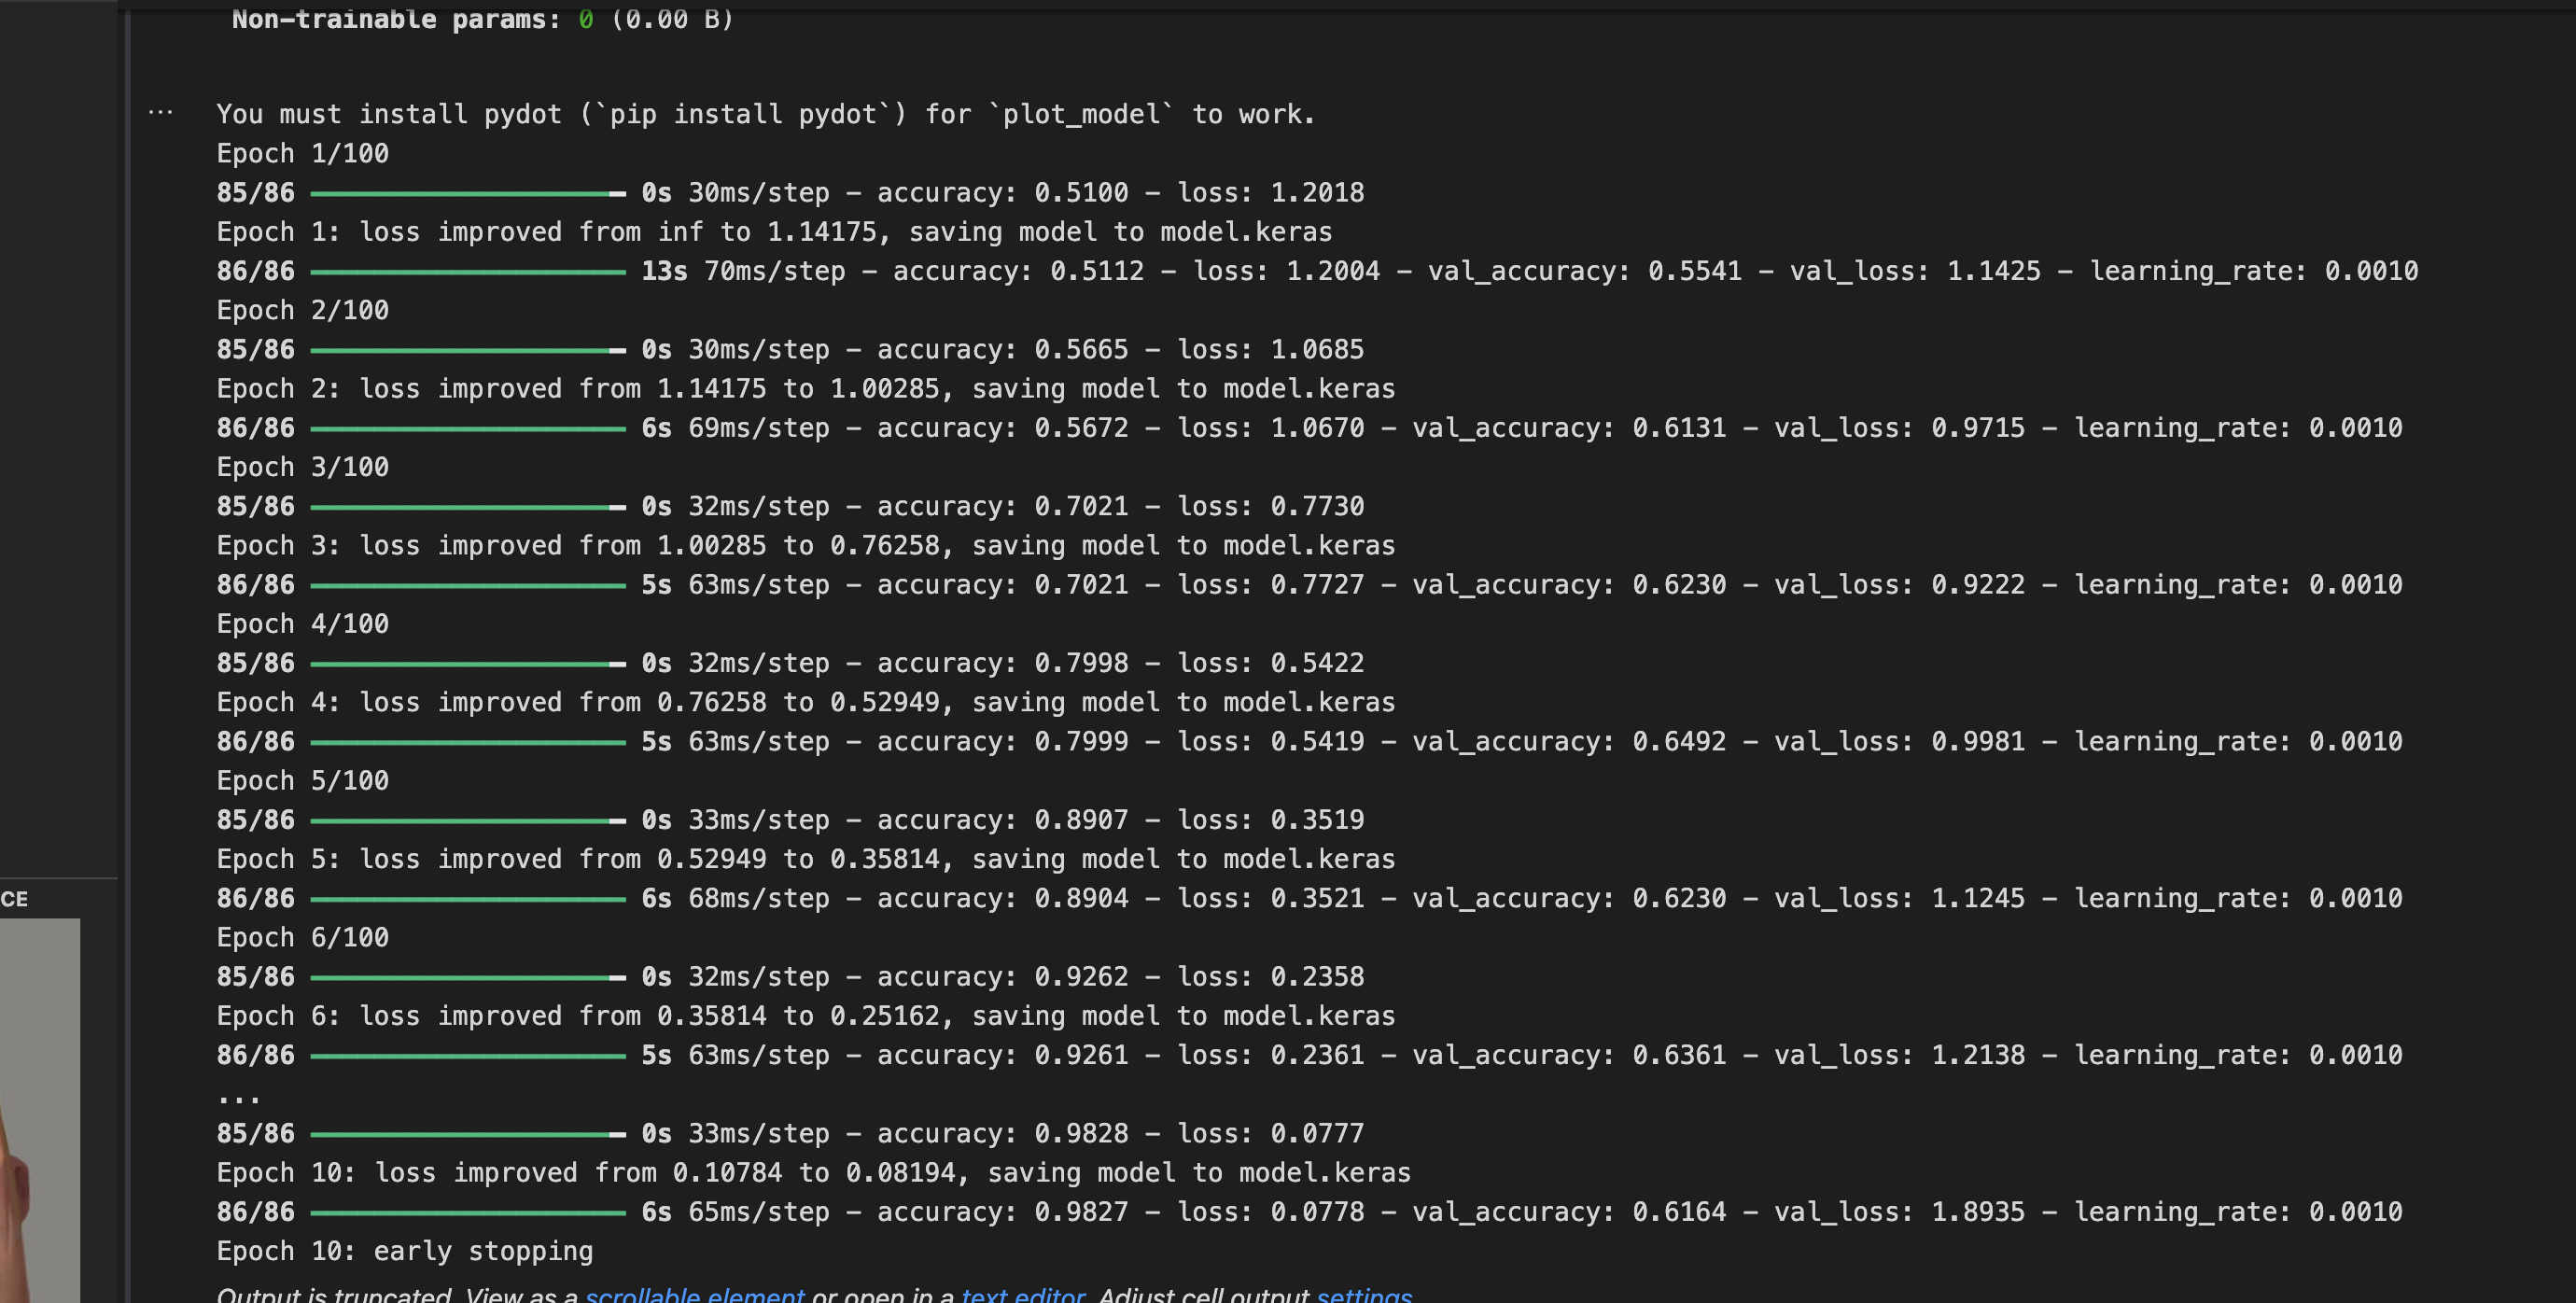 Non-trainable params: 0 (0.00 B)
...
You must install pydot (`pip install pydot`) for `plot_model` to work.
Epoch 1/100
85/86 0s 30ms/step - accuracy: 0.5100 - loss: 1.2018
Epoch 1: loss improved from inf to 1.14175, saving model to model.keras
86/86 13s 70ms/step - accuracy: 0.5112 - loss: 1.2004 - val_accuracy: 0.5541 - val_loss: 1.1425 - learning_rate: 0.0010
Epoch 2/100
85/86 0s 30ms/step - accuracy: 0.5665 - loss: 1.0685
Epoch 2: loss improved from 1.14175 to 1.00285, saving model to model.keras
86/86 6s 69ms/step - accuracy: 0.5672 - loss: 1.0670 - val_accuracy: 0.6131 - val_loss: 0.9715 - learning_rate: 0.0010
Epoch 3/100
85/86 0s 32ms/step - accuracy: 0.7021 - loss: 0.7730
Epoch 3: loss improved from 1.00285 to 0.76258, saving model to model.keras
86/86 5s 63ms/step - accuracy: 0.7021 - loss: 0.7727 - val_accuracy: 0.6230 - val_loss: 0.9222 - learning_rate: 0.0010
Epoch 4/100
85/86 0s 32ms/step - accuracy: 0.7998 - loss: 0.5422
Epoch 4: loss improved from 0.76258 to 0.52949, saving model to model.keras
86/86 5s 63ms/step - accuracy: 0.7999 - loss: 0.5419 - val_accuracy: 0.6492 - val_loss: 0.9981 - learning_rate: 0.0010
Epoch 5/100
85/86 0s 33ms/step - accuracy: 0.8907 - loss: 0.3519
Epoch 5: loss improved from 0.52949 to 0.35814, saving model to model.keras
86/86 6s 68ms/step - accuracy: 0.8904 - loss: 0.3521 - val_accuracy: 0.6230 - val_loss: 1.1245 - learning_rate: 0.0010
CE
Epoch 6/100
85/86 0s 32ms/step - accuracy: 0.9262 - loss: 0.2358
Epoch 6: loss improved from 0.35814 to 0.25162, saving model to model.keras
86/86 5s 63ms/step - accuracy: 0.9261 - loss: 0.2361 - val_accuracy: 0.6361 - val_loss: 1.2138 - learning_rate: 0.0010
...
85/86 0s 33ms/step - accuracy: 0.9828 - loss: 0.0777
Epoch 10: loss improved from 0.10784 to 0.08194, saving model to model.keras
86/86 6s 65ms/step - accuracy: 0.9827 - loss: 0.0778 - val_accuracy: 0.6164 - val_loss: 1.8935 - learning_rate: 0.0010
Epoch 10: early stopping
Output is truncated. View as a scrollable element or open in a text editor. Adjust cell output settings